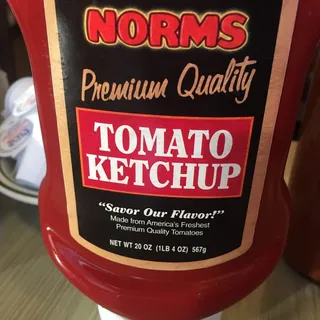 NORMS
Premium Quality
TOMATO
KETCHUP
"Savor Our Flavor!"
Made from America's Freshest
Premium Quality Tomatoes
NET WT 20 OZ (1LB 4 OZ) 567g